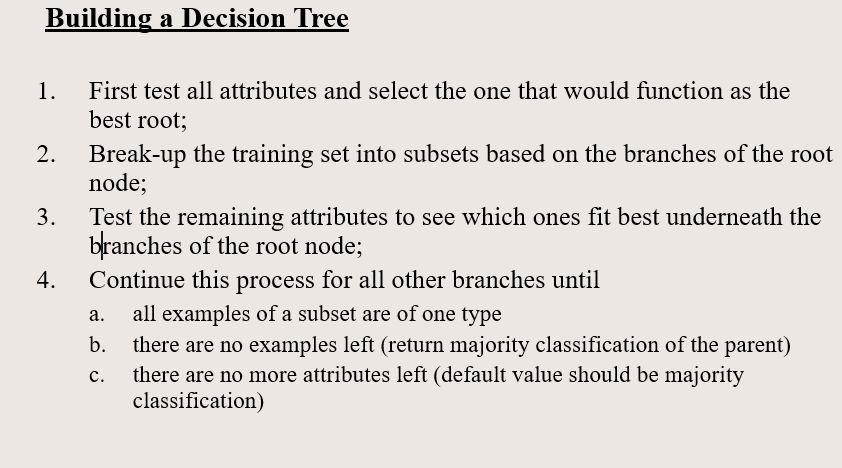 Building a Decision Tree
1. First test all attributes and select the one that would function as the
best root;
2. Break-up the training set into subsets based on the branches of the root
node;
3. Test the remaining attributes to see which ones fit best underneath the
branches of the root node;
4. Continue this process for all other branches until
a. all examples of a subset are of one type
b. there are no examples left (return majority classification of the parent)
c. there are no more attributes left (default value should be majority
classification)